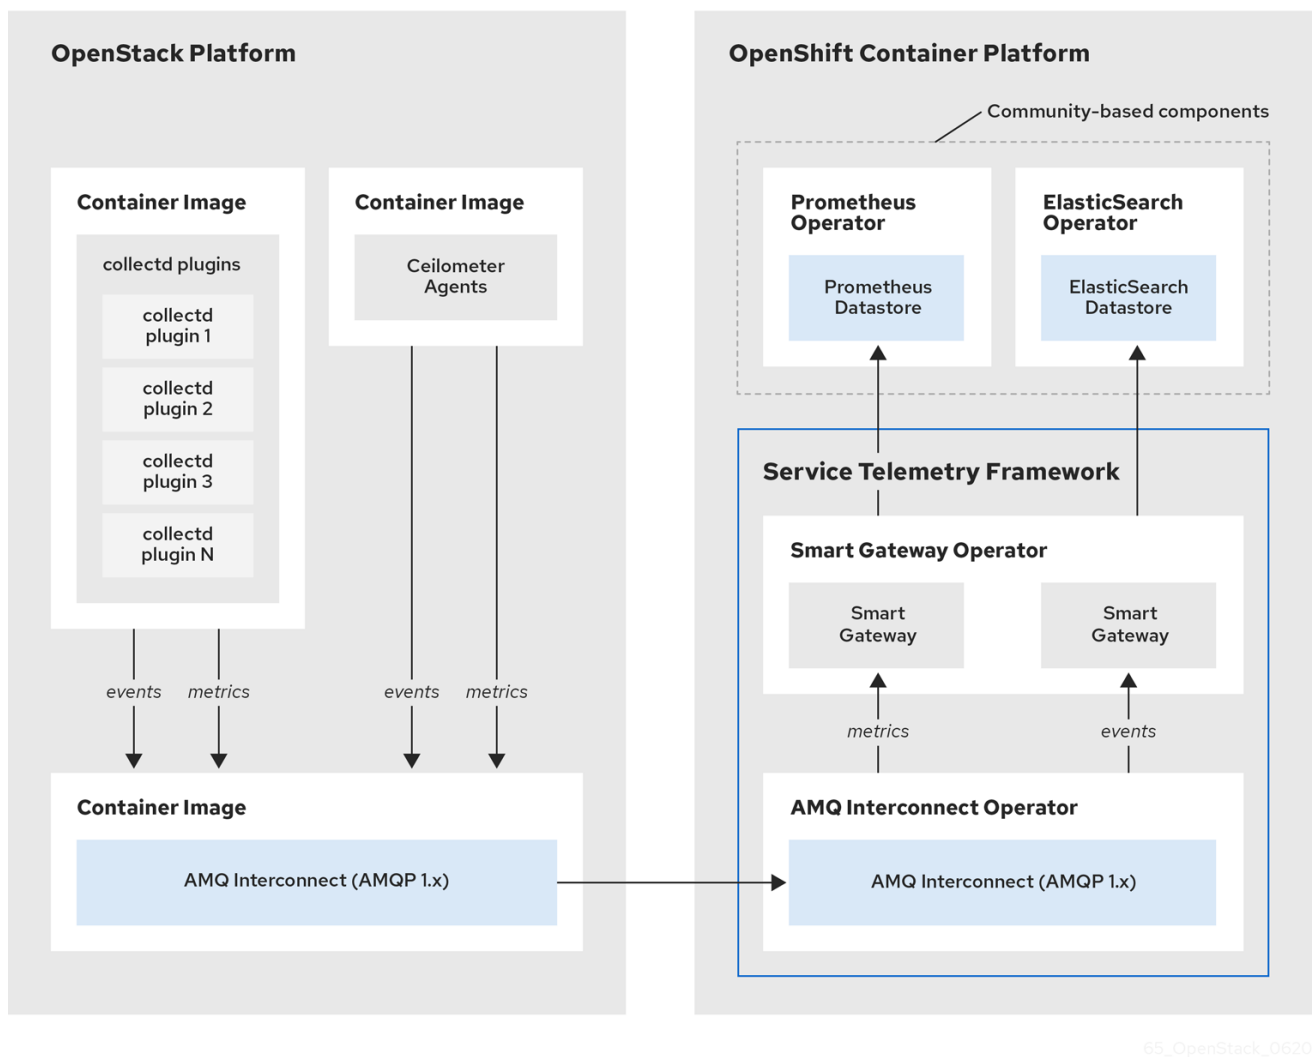 OpenStack Platform
Container Image
collectd plugins
collectd
plugin 1
collectd
plugin 2
collectd
plugin 3
collectd
plugin N
Container Image
Ceilometer
Agents
events
metrics
events
metrics
Container Image
AMQ Interconnect (AMQP 1.x)
OpenShift Container Platform
Community-based components
Prometheus
Operator
Prometheus
Datastore
ElasticSearch
Operator
ElasticSearch
Datastore
Service Telemetry Framework
Smart Gateway Operator
Smart
Gateway
Smart
Gateway
metrics
events
AMQ Interconnect Operator
AMQ Interconnect (AMQP 1.x)
65_OpenStack_0620